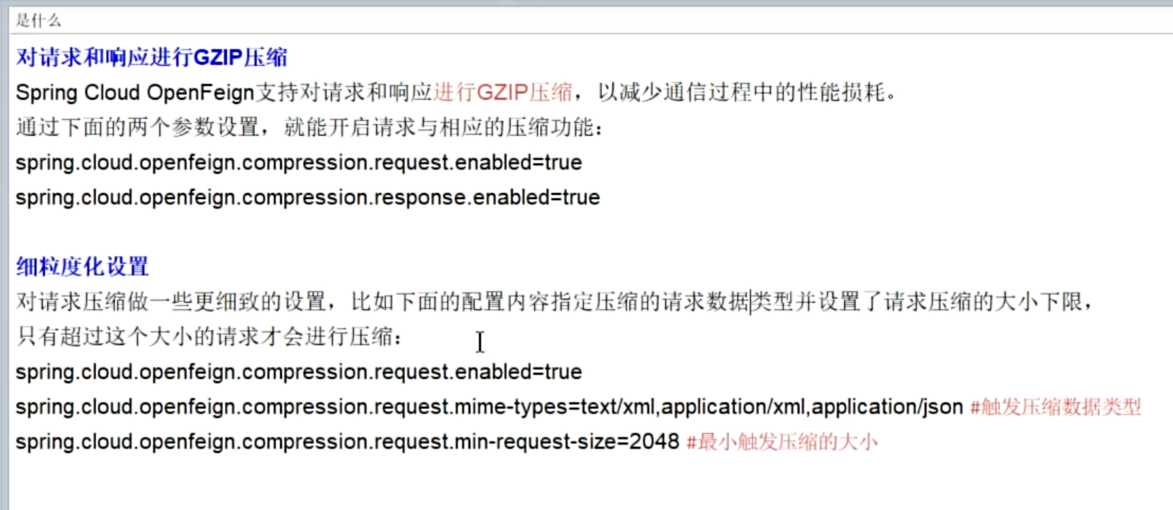 是什么
对请求和响应进行GZIP压缩
Spring Cloud OpenFeign支持对请求和响应进行GZIP压缩，以减少通信过程中的性能损耗。
通过下面的两个参数设置，就能开启请求与相应的压缩功能：
spring.cloud.openfeign.compression.request.enabled=true
spring.cloud.openfeign.compression.response.enabled=true
细粒度化设置
对请求压缩做一些更细致的设置，比如下面的配置内容指定压缩的请求数据类型并设置了请求压缩的大小下限，
只有超过这个大小的请求才会进行压缩：
spring.cloud.openfeign.compression.request.enabled=true
spring.cloud.openfeign.compression.request.mime-types=text/xml,application/xml,application/json #触发压缩数据类型
spring.cloud.openfeign.compression.request.min-request-size=2048 #最小触发压缩的大小